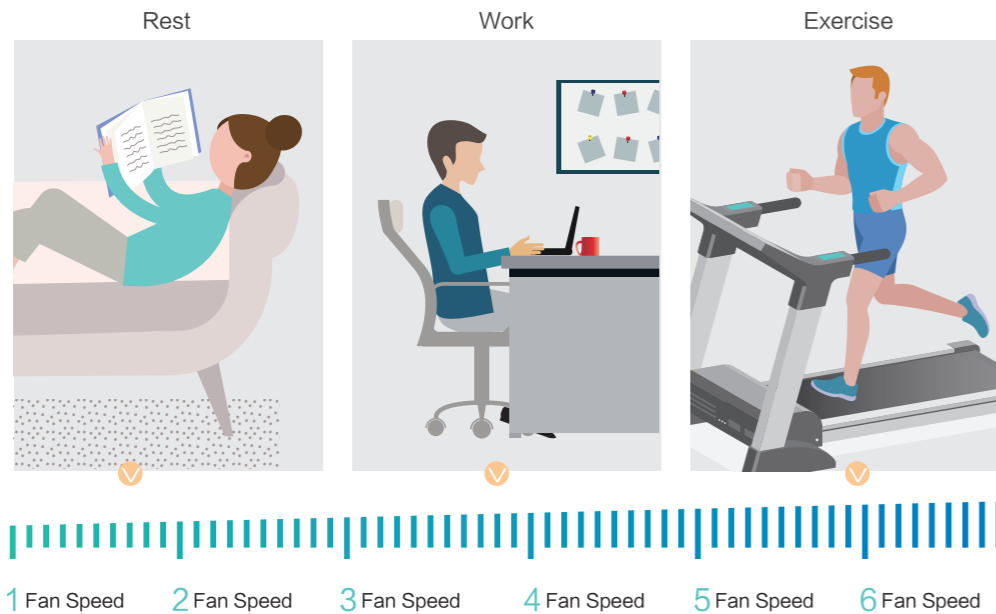 Rest
Work
Exercise
1 Fan Speed
2 Fan Speed
3 Fan Speed
4 Fan Speed
5 Fan Speed
6 Fan Speed